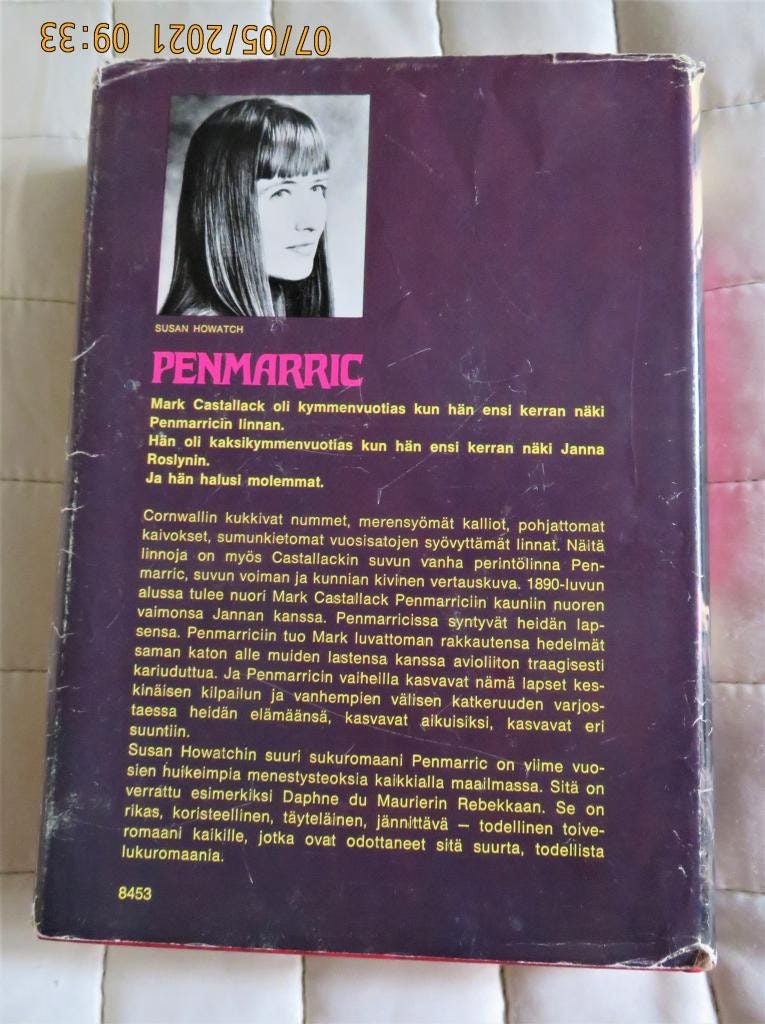 07/05/2021 09:33
SUSAN HOWATCH
PENMARRIC
Mark Castallack oli kymmenvuotias kun hän ensi kerran näki
Penmarricin linnan.
Hän oli kaksikymmenvuotias kun hän ensi kerran näki Janna
Roslynin.
Ja hän halusi molemmat.
Cornwallin kukkivat nummet, merensyömät kalliot, pohjattomat
kaivokset, sumunkietomat vuosisatojen syövyttämät linnat. Näitä
linnoja on myös Castallackin suvun vanha perintölinna Pen-
marric, suvun voiman ja kunnian kivinen vertauskuva. 1890-luvun
alussa tulee nuori Mark Castallack Penmarriciin kauniin nuoren
vaimonsa Jannan kanssa. Penmarricissa syntyvät heidän lap-
sensa. Penmarriciin tuo Mark luvattoman rakkautensa hedelmät
saman katon alle muiden lastensa kanssa avioliiton traagisesti
kariuduttua. Ja Penmarricin vaiheilla kasvavat nämä lapset kes-
kinäisen kilpailun ja vanhempien välisen katkeruuden varjos-
taessa heidän elämäänsä, kasvavat aikuisiksi, kasvavat eri
suuntiin.
Susan Howatchin suuri sukuromaani Penmarric on viime vuo-
sien huikeimpia menestysteoksia kaikkialla maailmassa. Sitä on
verrattu esimerkiksi Daphne du Maurierin Rebekkaan. Se on
rikas, koristeellinen, täyteläinen, jännittävä — todellinen toive-
romaani kaikille, jotka ovat odottaneet sitä suurta, todellista
lukuromaania.
8453